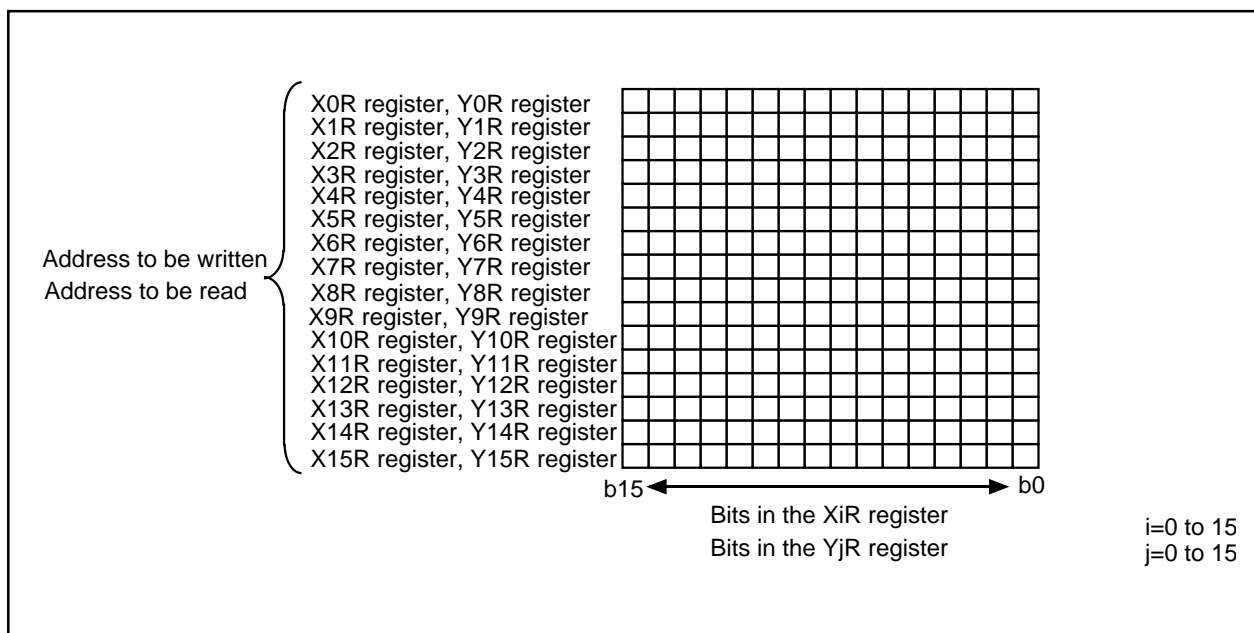 X0R register, Y0R register
X1R register, Y1R register
X2R register, Y2R register
X3R register, Y3R register
X4R register, Y4R register
X5R register, Y5R register
X6R register, Y6R register
X7R register, Y7R register
X8R register, Y8R register
X9R register, Y9R register
X10R register, Y10R register
X11R register, Y11R register
X12R register, Y12R register
X13R register, Y13R register
X14R register, Y14R register
X15R register, Y15R register
Address to be written
Address to be read
b15
b0
Bits in the XiR register
Bits in the YjR register
i=0 to 15
j=0 to 15